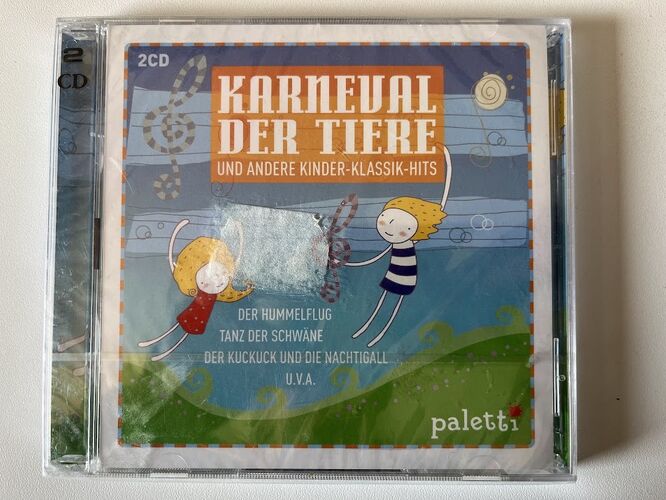 2
CD
2CD
KARNEVAL
DER TIERE
UND ANDERE KINDER-KLASSIK-HITS
DER HUMMELFLUG
TANZ DER SCHWÄNE
DER KUCKUCK UND DIE NACHTIGALL
U.V.A.
paletti